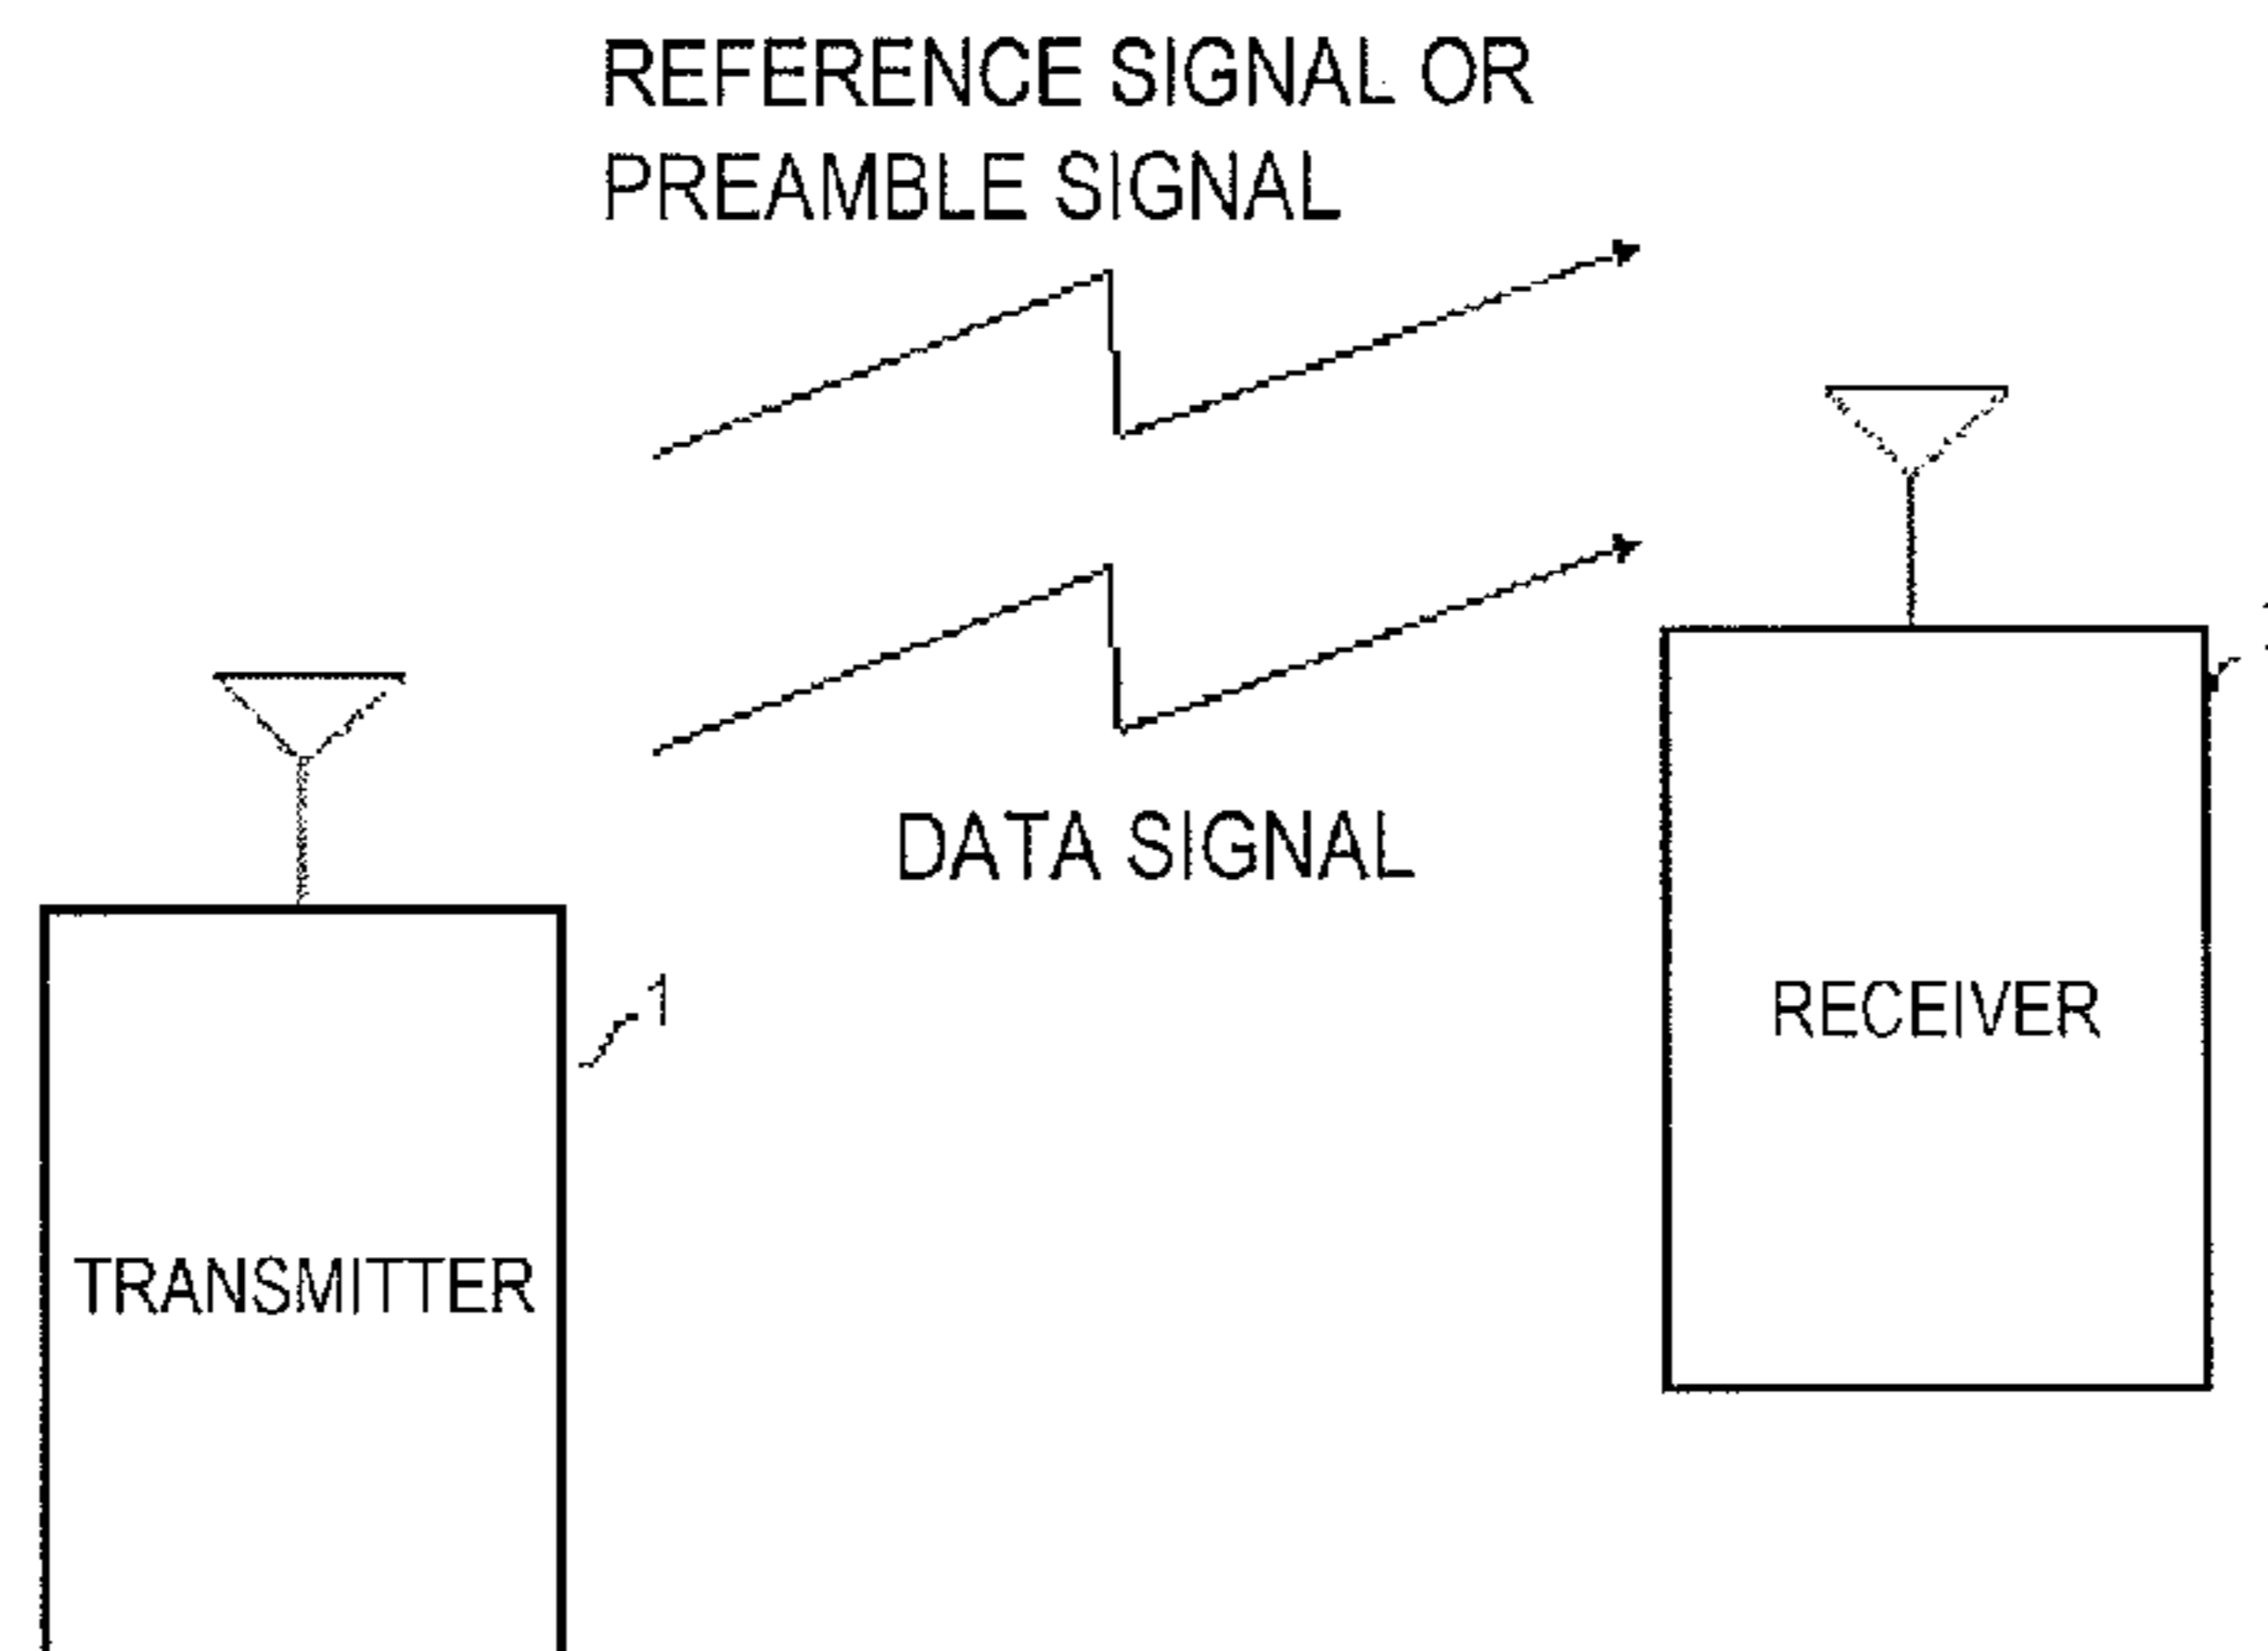 REFERENCE SIGNAL OR
PREAMBLE SIGNAL
DATA SIGNAL
1
RECEIVER
TRANSMITTER